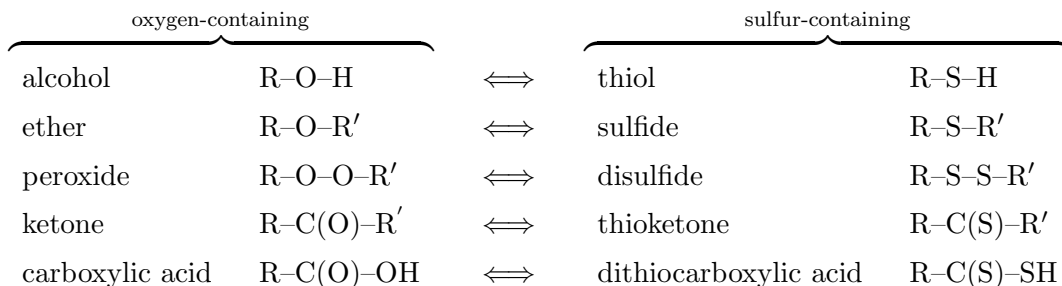 oxygen-containing sulfur-containing
alcohol R–O–H ⟺ thiol R–S–H
ether R–O–R′ ⟺ sulfide R–S–R′
peroxide R–O–O–R′ ⟺ disulfide R–S–S–R′
ketone R–C(O)–R′ ⟺ thioketone R–C(S)–R′
carboxylic acid R–C(O)–OH ⟺ dithiocarboxylic acid R–C(S)–SH